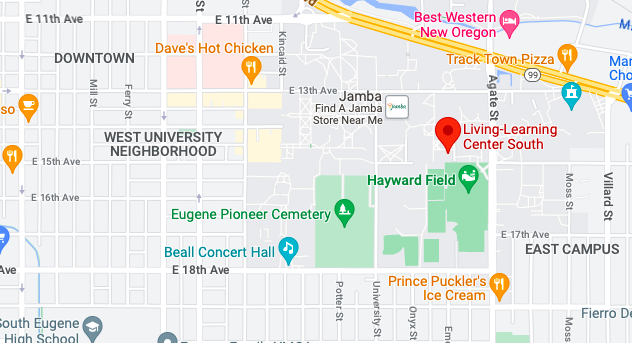 E 11th Ave
E 11th Ave
Best Western
New Oregon
DOWNTOWN
Dave's Hot Chicken
Kincaid St
Track Town Pizza
99
Agate St
Mill St
Ferry St
E 13th Ave
Jamba
Find A Jamba
Store Near Me
Jamba
Living-Learning
Center South
WEST UNIVERSITY
NEIGHBORHOOD
E 15th Ave
Hayward Field
E 16th Ave
Moss St
Villard St
Eugene Pioneer Cemetery
E 17th Ave
Beall Concert Hall
EAST CAMPUS
E 18th Ave
Prince Puckler's
Ice Cream
Potter St
University St
Onyx St
Moss St
South Eugene
High School